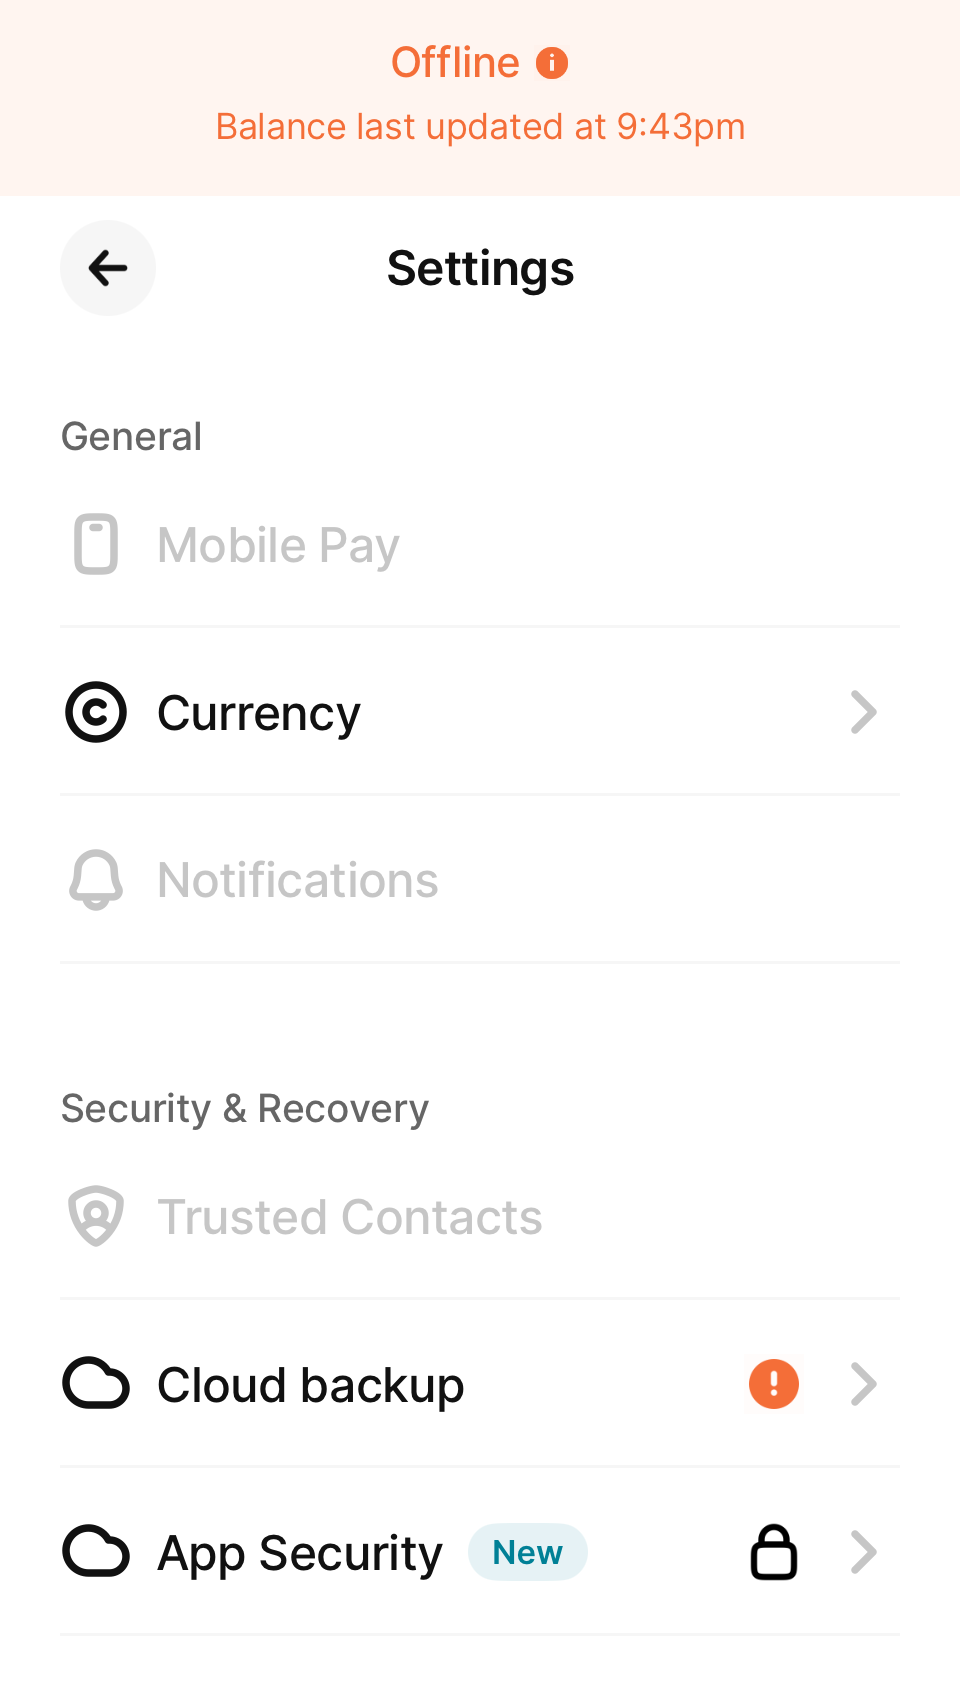 Offline
Balance last updated at 9:43pm
Settings
General
Mobile Pay
Currency
Notifications
Security & Recovery
Trusted Contacts
Cloud backup
App Security New